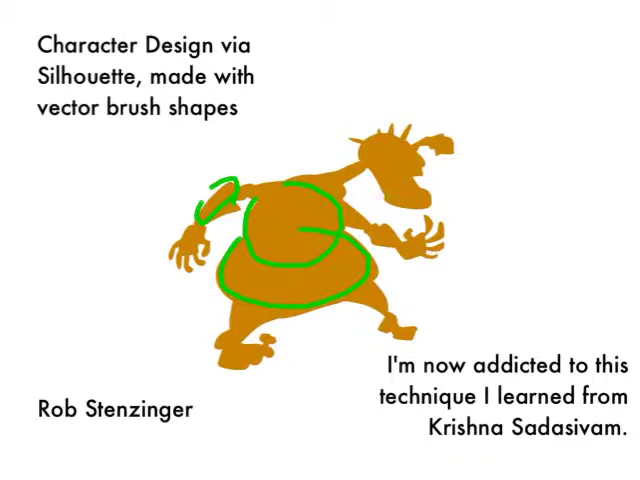 Character Design via
Silhouette, made with
vector brush shapes
I'm now addicted to this
technique I learned from
Krishna Sadasivam.
Rob Stenzinger